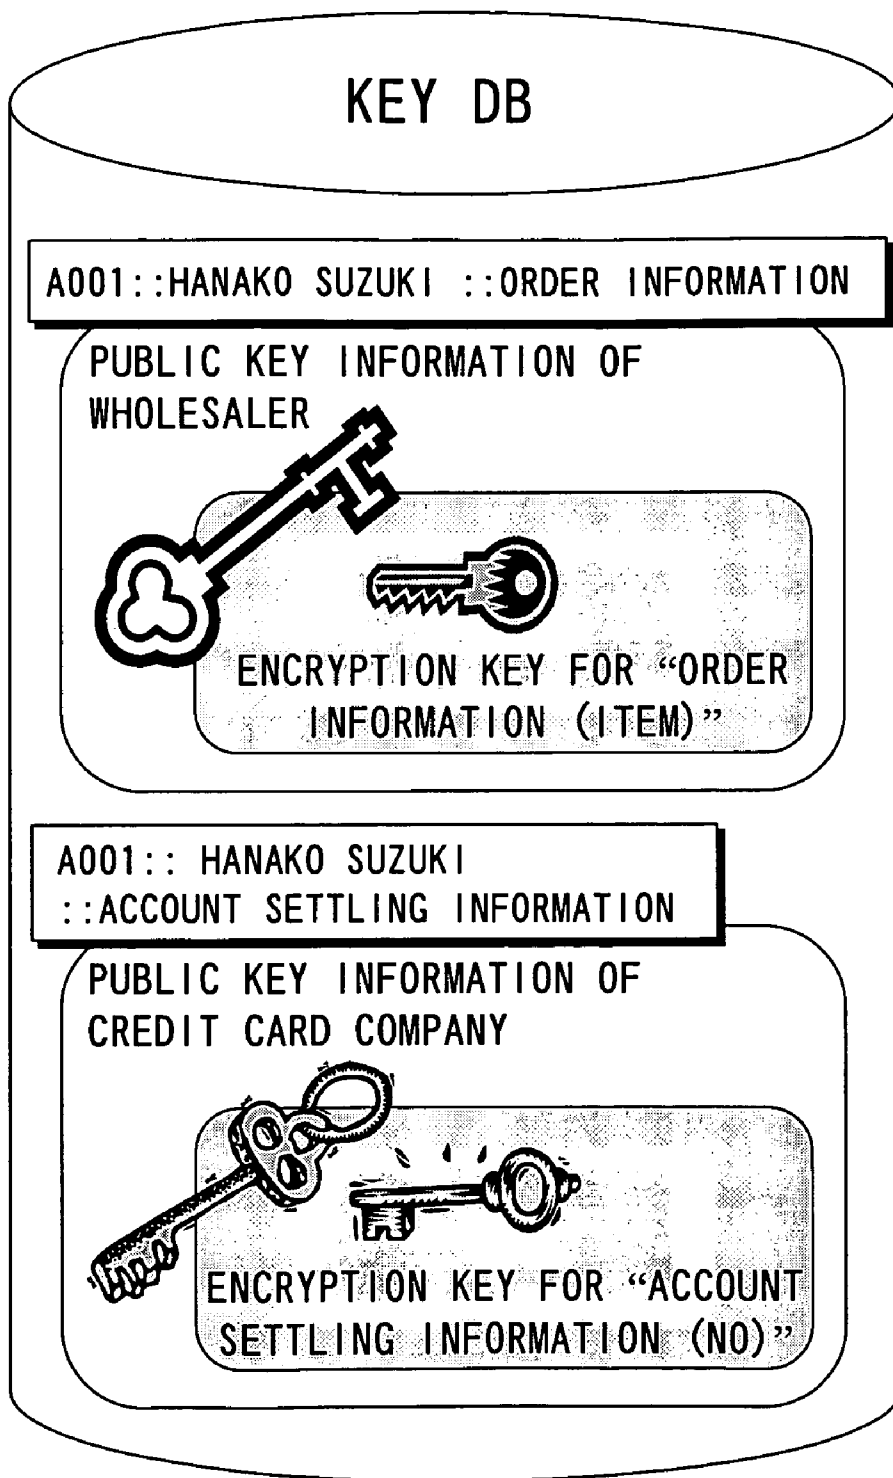 KEY DB
A001::HANAKO SUZUKI ::ORDER INFORMATION
PUBLIC KEY INFORMATION OF
WHOLESALER
ENCRYPTION KEY FOR “ORDER
INFORMATION (ITEM)”
A001:: HANAKO SUZUKI
::ACCOUNT SETTLING INFORMATION
PUBLIC KEY INFORMATION OF
CREDIT CARD COMPANY
ENCRYPTION KEY FOR “ACCOUNT
SETTLING INFORMATION (NO)”